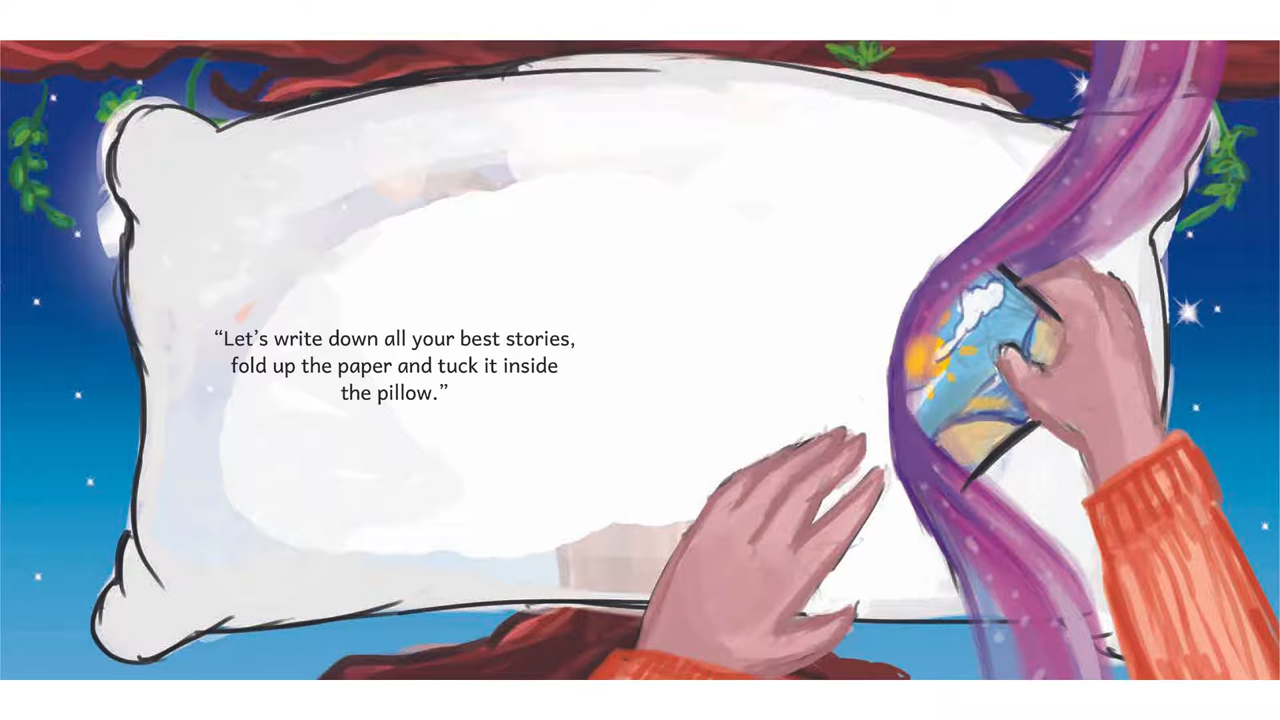 “Let’s write down all your best stories,
fold up the paper and tuck it inside
the pillow.”